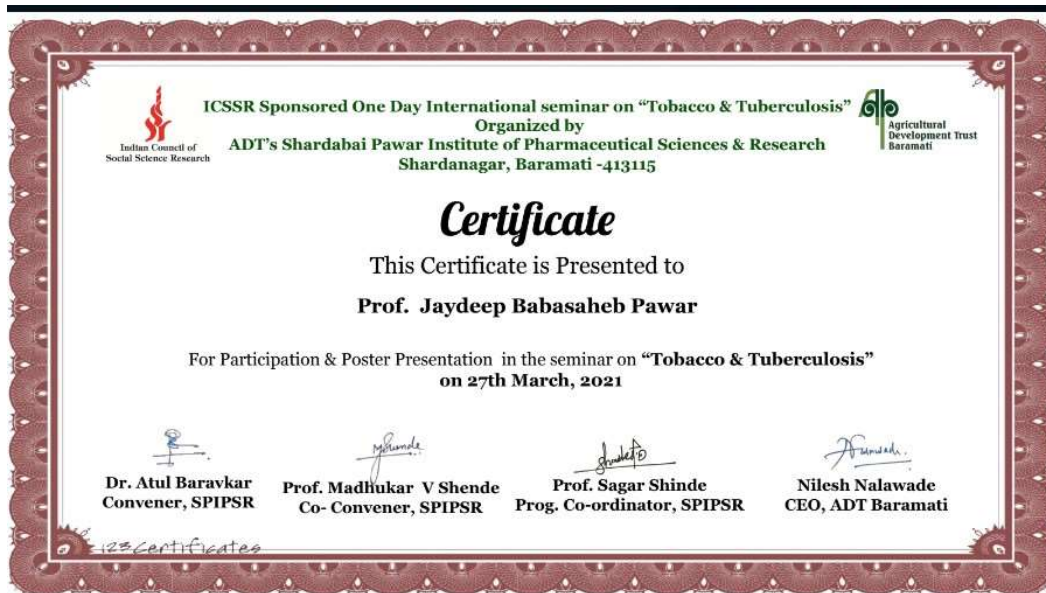 Indian Council of
Social Science Research
ICSSR Sponsored One Day International seminar on “Tobacco & Tuberculosis”
Organized by
ADT’s Shardabai Pawar Institute of Pharmaceutical Sciences & Research
Shardanagar, Baramati -413115
Agricultural
Development Trust
Baramati
Certificate
This Certificate is Presented to
Prof. Jaydeep Babasaheb Pawar
For Participation & Poster Presentation in the seminar on “Tobacco & Tuberculosis”
on 27th March, 2021
Dr. Atul Baravkar
Convener, SPIPSR
Prof. Madhukar V Shende
Co- Convener, SPIPSR
Prof. Sagar Shinde
Prog. Co-ordinator, SPIPSR
Nilesh Nalawade
CEO, ADT Baramati
123Certificates